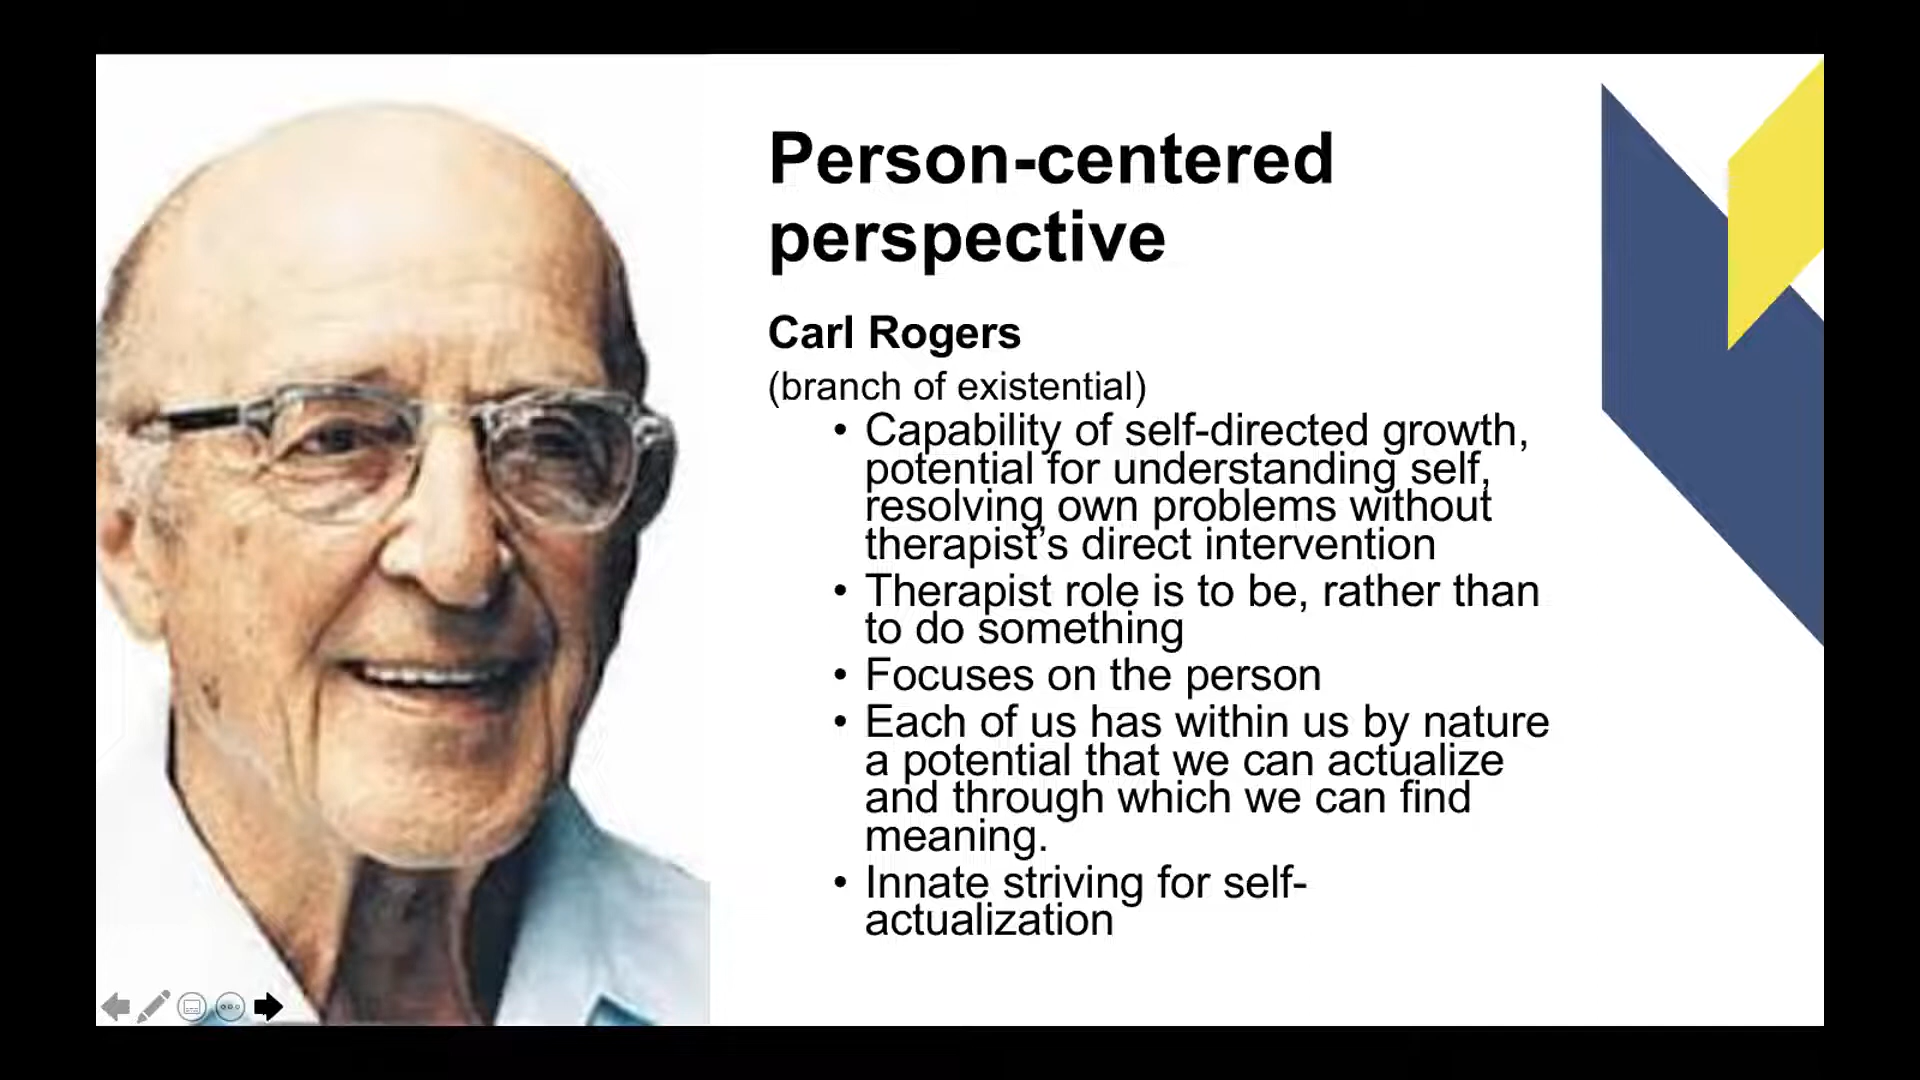 Person-centered
perspective
Carl Rogers
(branch of existential)
• Capability of self-directed growth,
potential for understanding self,
resolving own problems without
therapist’s direct intervention
• Therapist role is to be, rather than
to do something
• Focuses on the person
• Each of us has within us by nature
a potential that we can actualize
and through which we can find
meaning.
• Innate striving for self-
actualization